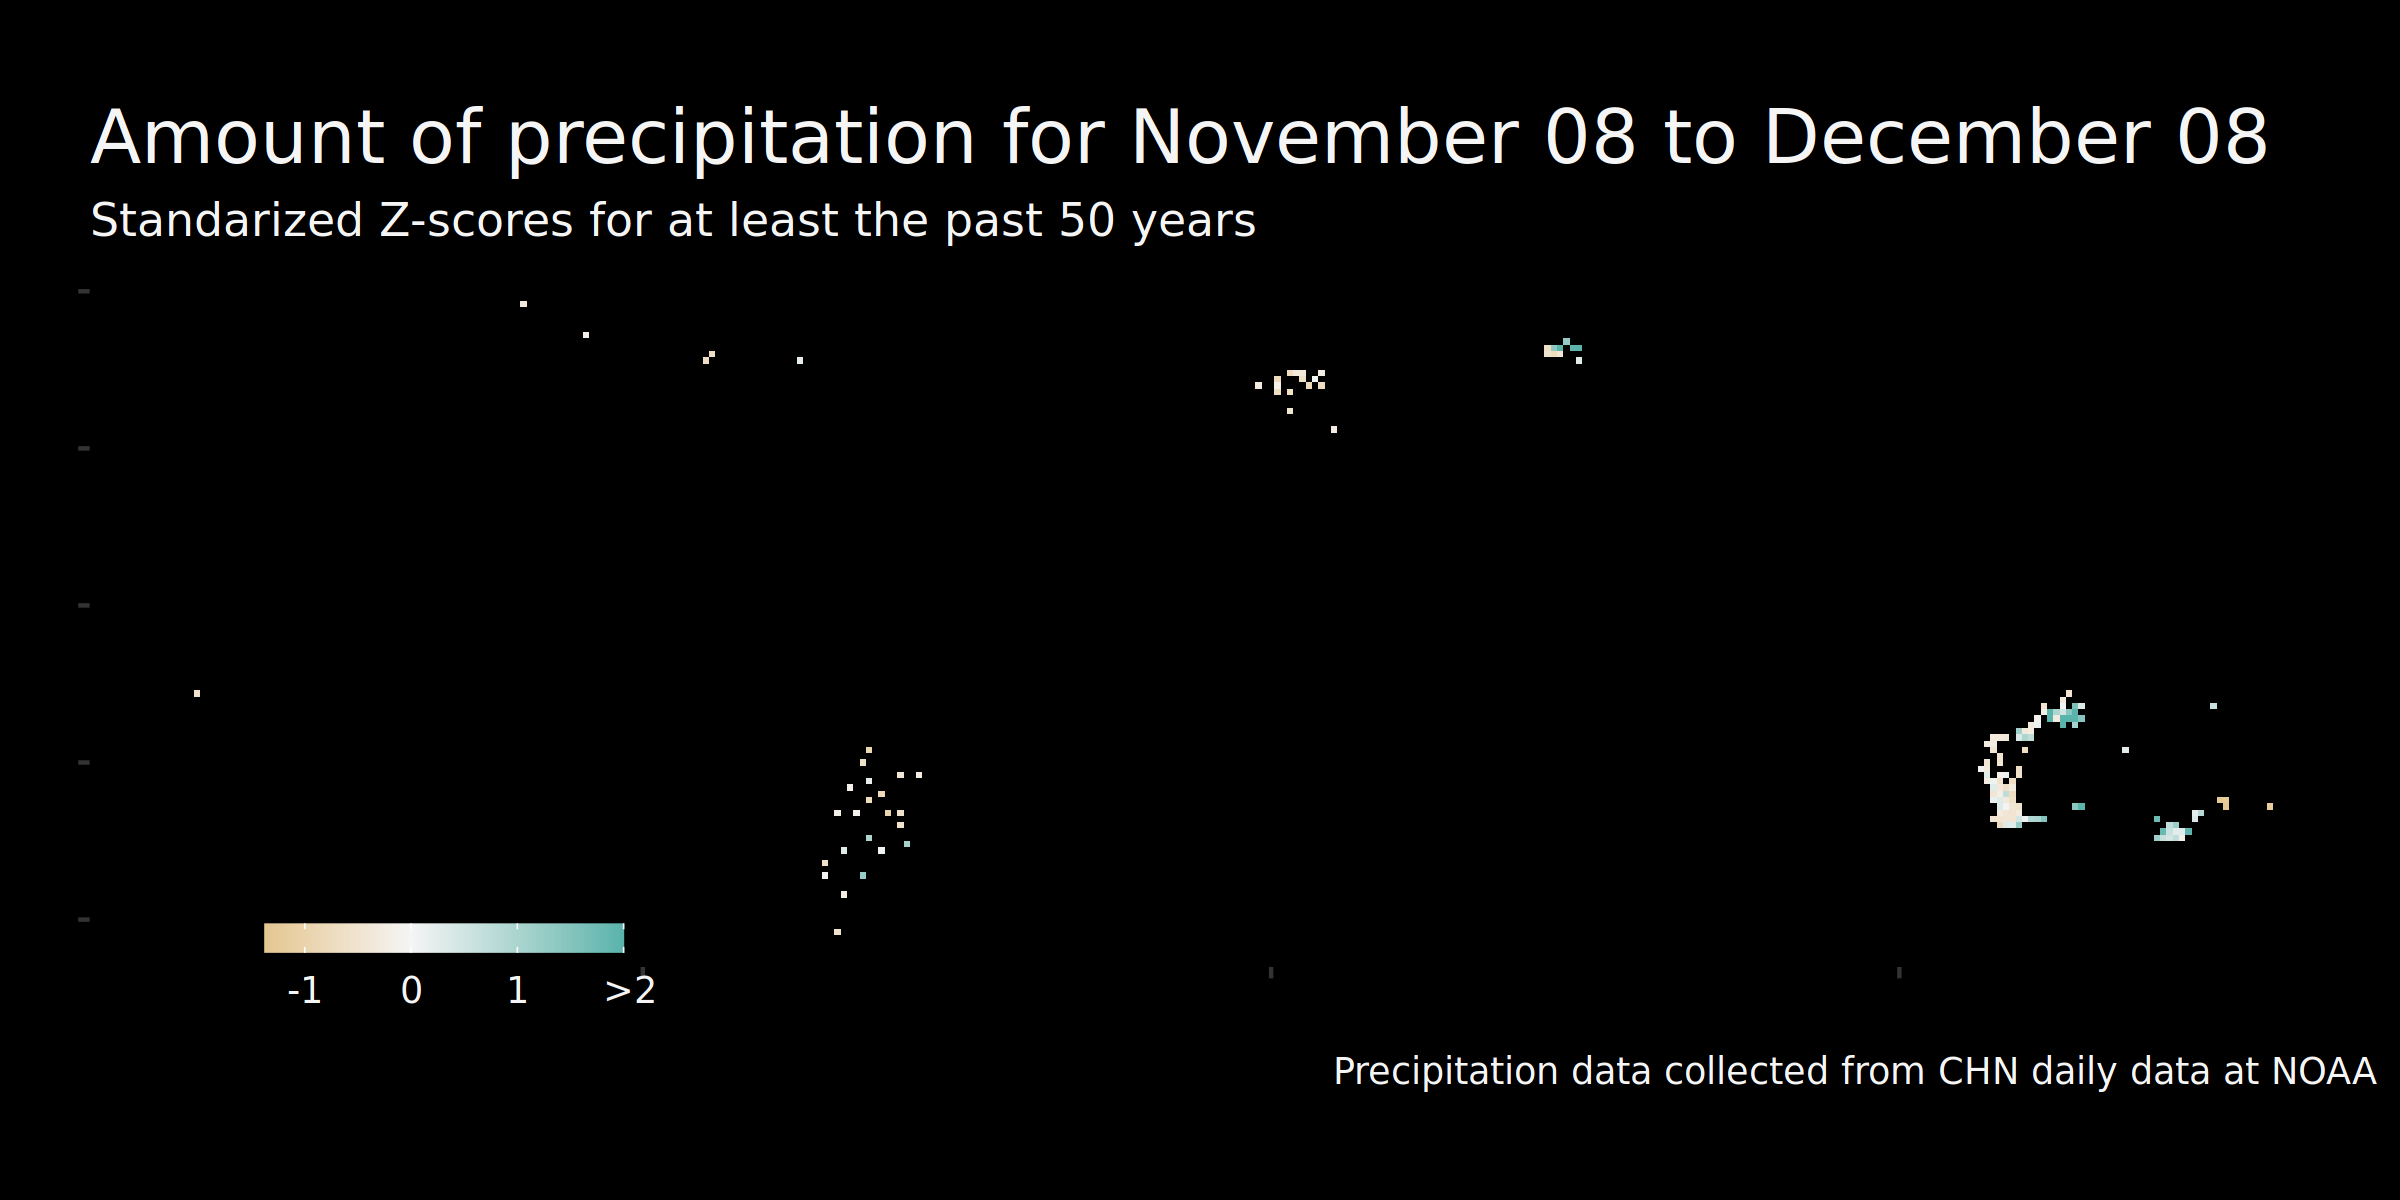 Amount of precipitation for November 08 to December 08
Standarized Z-scores for at least the past 50 years
-1 0 1 >2
Precipitation data collected from CHN daily data at NOAA